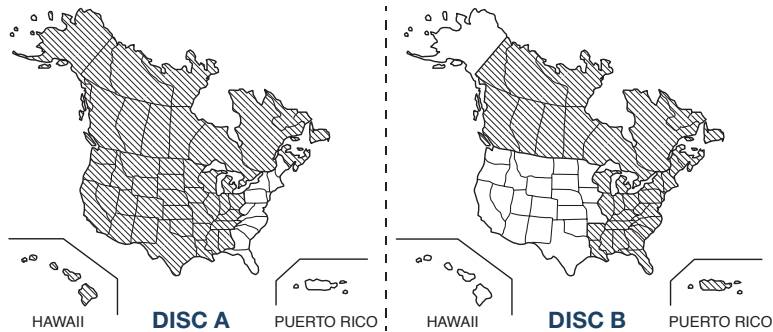 HAWAII DISC A PUERTO RICO
HAWAII DISC B PUERTO RICO